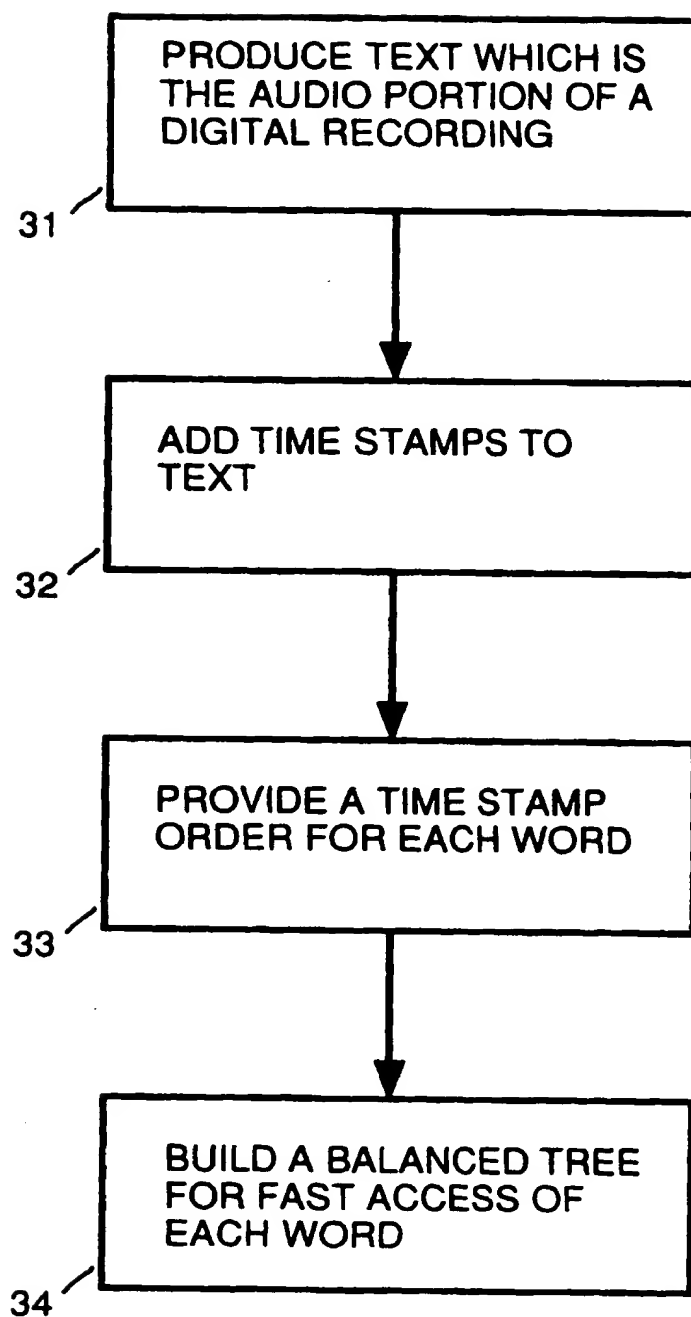 PRODUCE TEXT WHICH IS
THE AUDIO PORTION OF A
DIGITAL RECORDING
31
ADD TIME STAMPS TO
TEXT
32
PROVIDE A TIME STAMP
ORDER FOR EACH WORD
33
BUILD A BALANCED TREE
FOR FAST ACCESS OF
EACH WORD
34